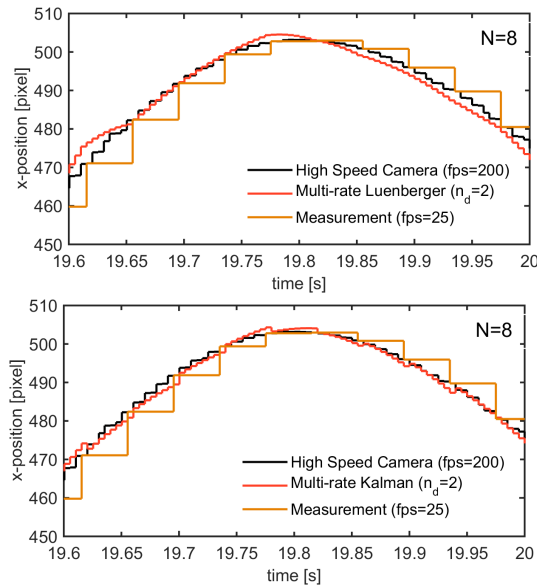 510
500
490
480
470
460
450
x-position [pixel]
N=8
High Speed Camera (fps=200)
Multi-rate Luenberger (n_d=2)
Measurement (fps=25)
19.6 19.65 19.7 19.75 19.8 19.85 19.9 19.95 20
time [s]
510
500
490
480
470
460
450
x-position [pixel]
N=8
High Speed Camera (fps=200)
Multi-rate Kalman (n_d=2)
Measurement (fps=25)
19.6 19.65 19.7 19.75 19.8 19.85 19.9 19.95 20
time [s]